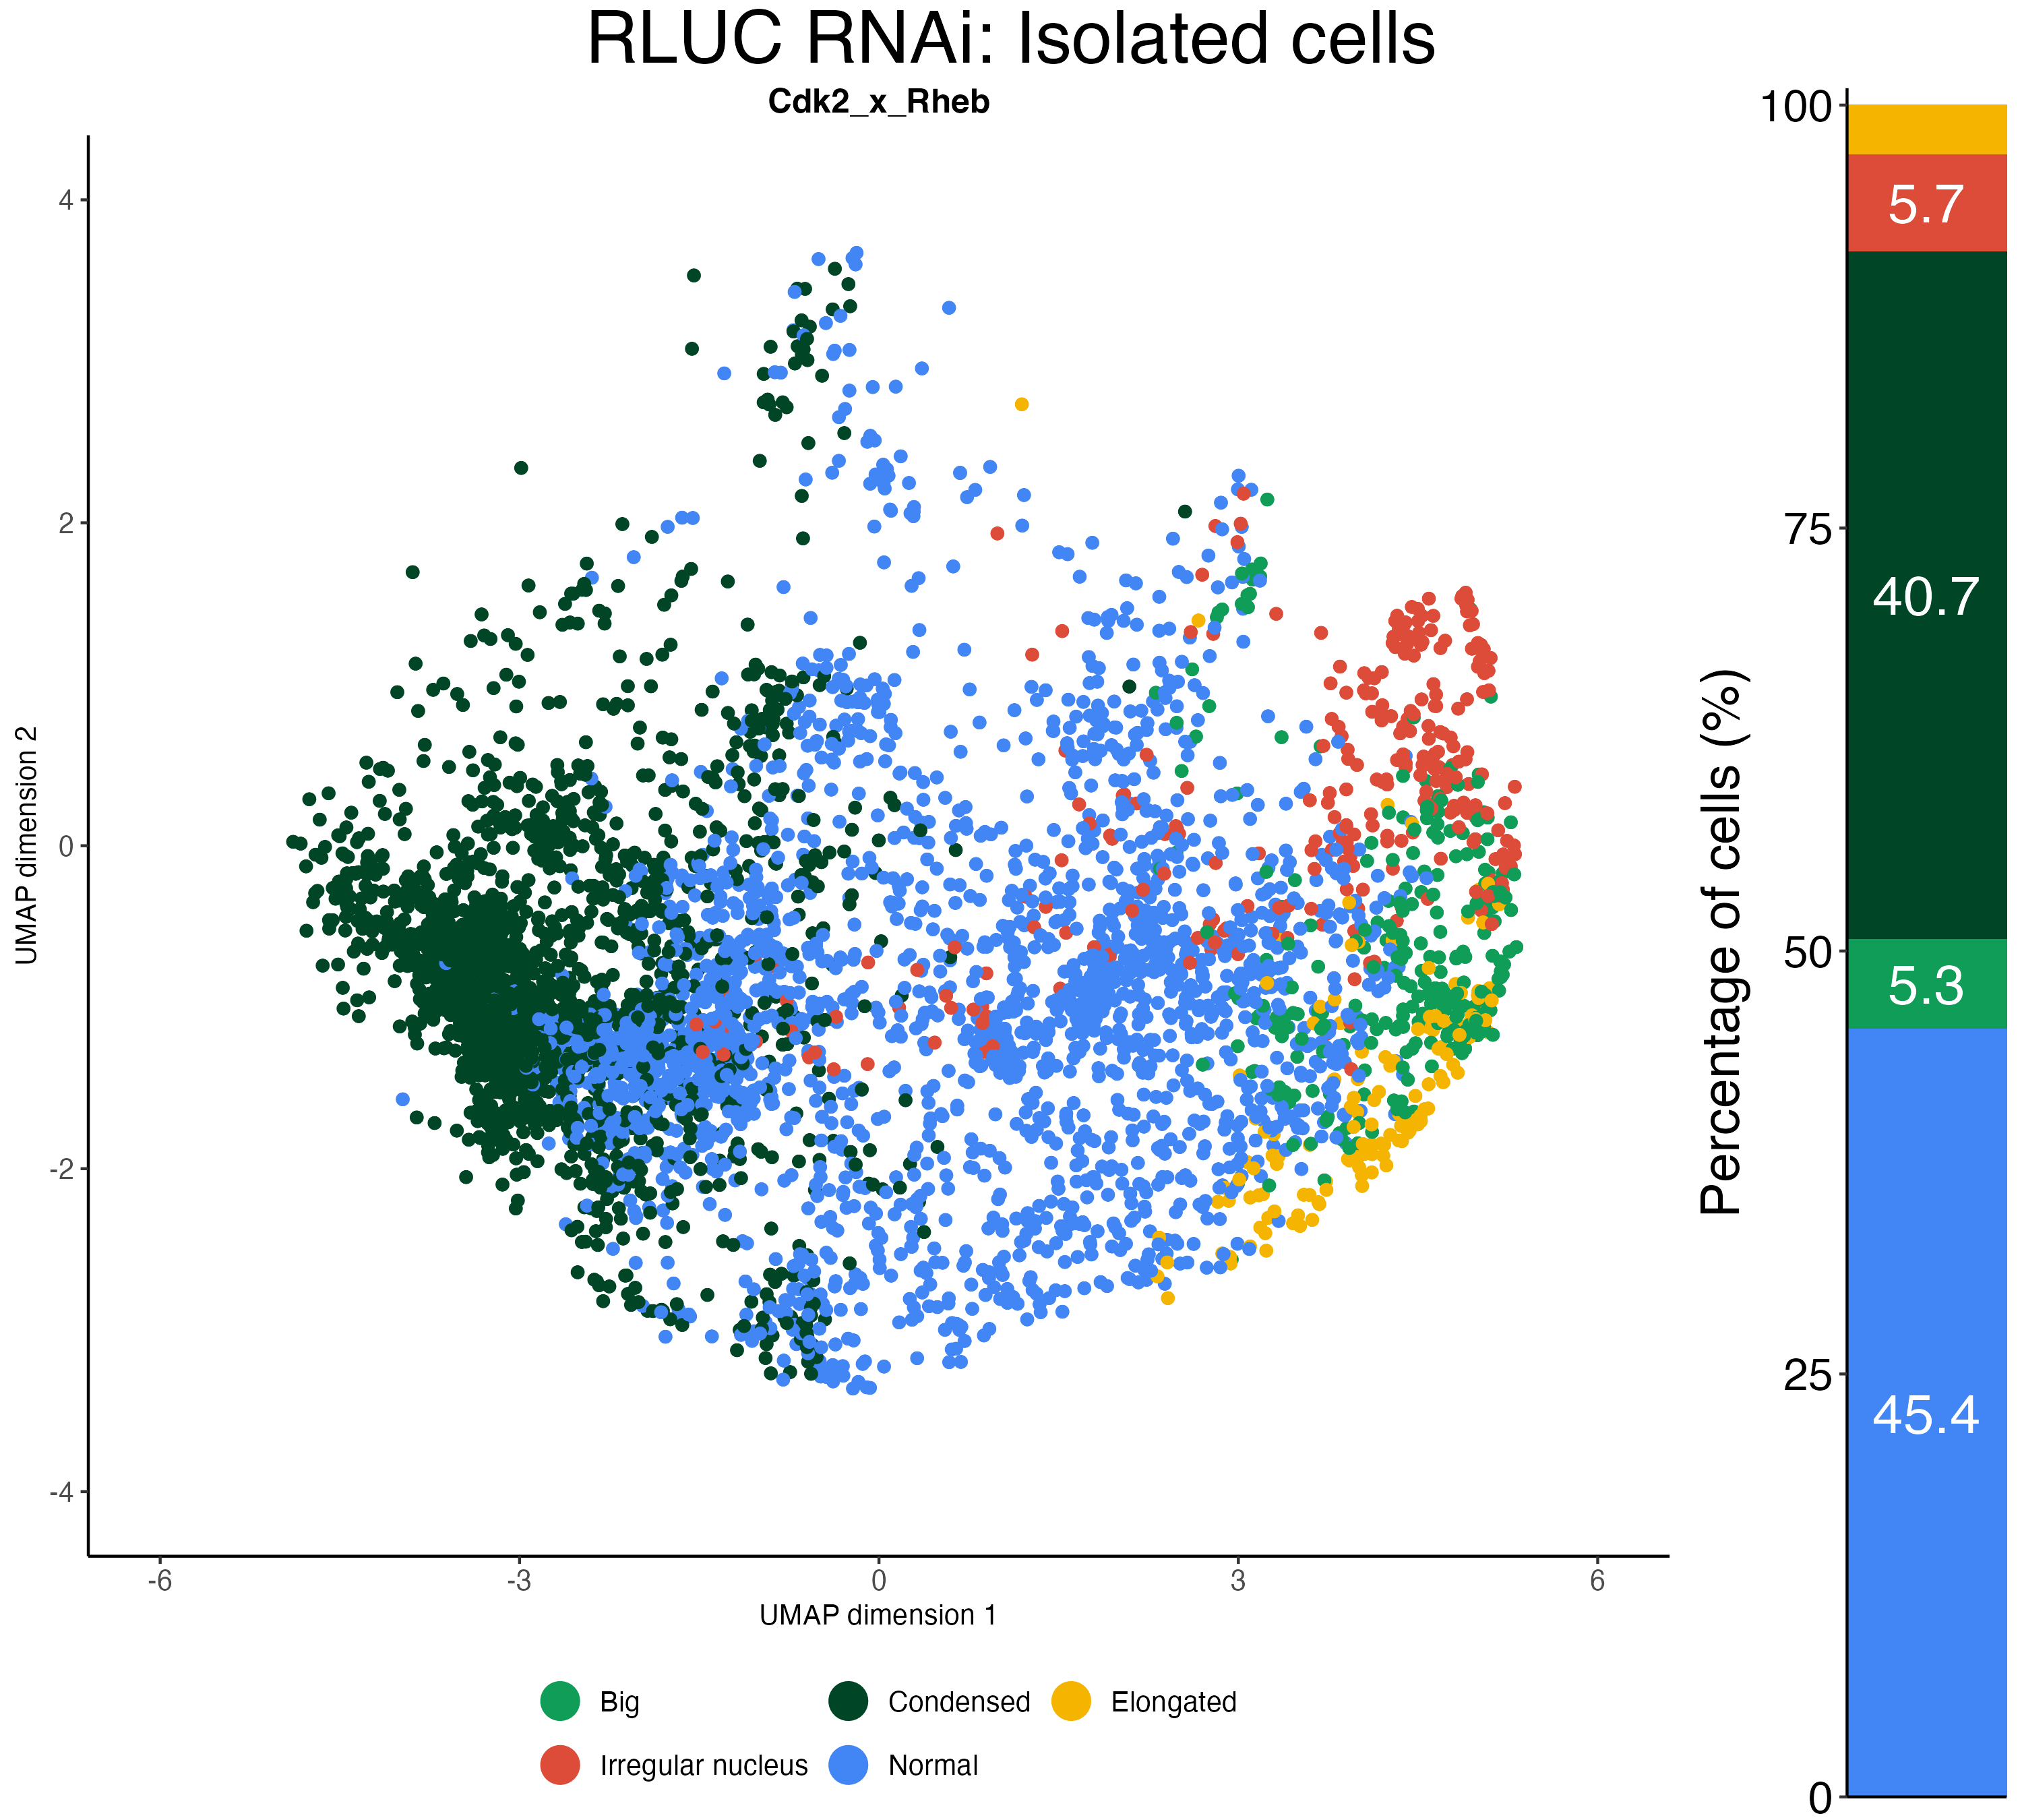 RLUC RNAi: Isolated cells
Cdk2_x_Rheb
UMAP dimension 2
4
2
0
-2
-4
-6
-3
0
3
6
UMAP dimension 1
Big
Condensed
Elongated
Irregular nucleus
Normal
Percentage of cells (%)
100
75
50
25
0
5.7
40.7
5.3
45.4